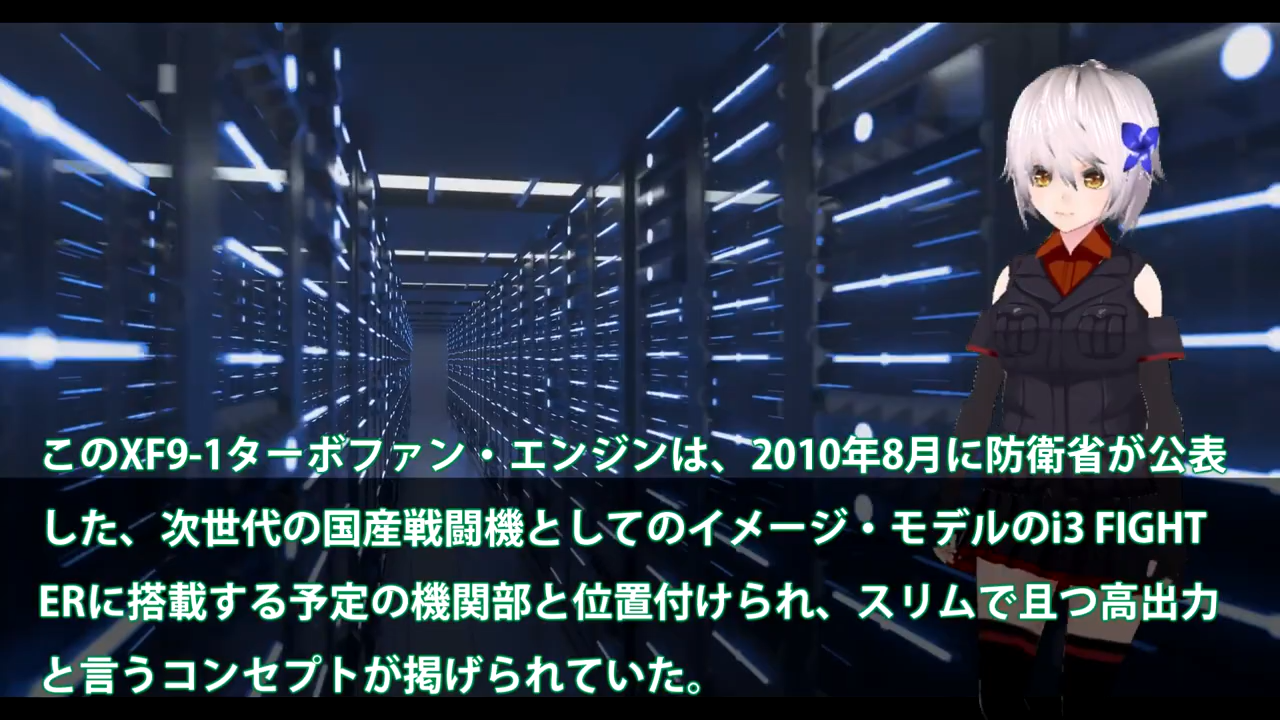 このXF9-1ターボファン・エンジンは、2010年8月に防衛省が公表
した、次世代の国産戦闘機としてのイメージ・モデルのi3 FIGHT
ERに搭載する予定の機関部と位置付けられ、スリムで且つ高出力
と言うコンセプトが掲げられていた。